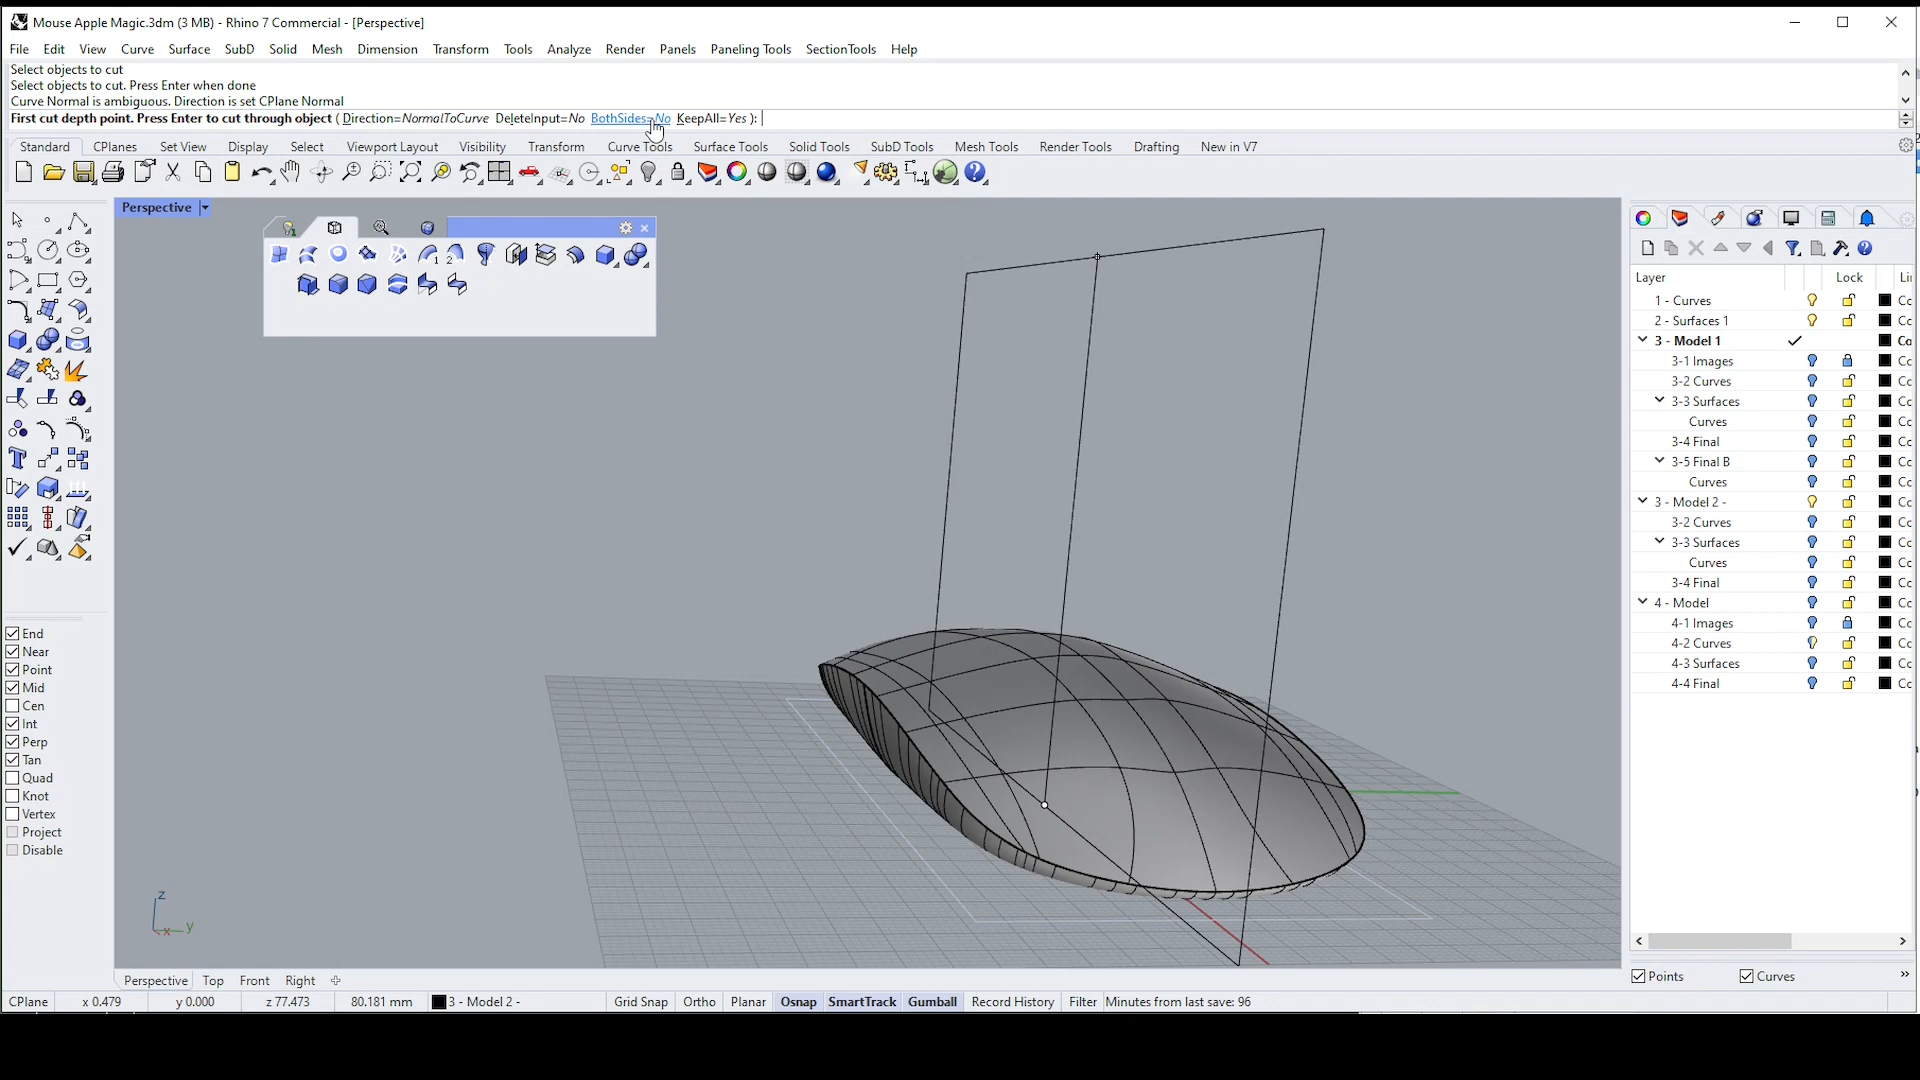 Mouse Apple Magic.3dm (3 MB) - Rhino 7 Commercial - [Perspective]
File Edit View Curve Surface SubD Solid Mesh Dimension Transform Tools Analyze Render Panels Paneling Tools SectionTools Help
Select objects to cut
Select objects to cut. Press Enter when done
Curve Normal is ambiguous. Direction is set CPlane Normal
First cut depth point. Press Enter to cut through object ( Direction=NormalToCurve DeleteInput=No BothSides=No KeepAll=Yes ):
Standard CPlanes Set View Display Select Viewport Layout Visibility Transform Curve Tools Surface Tools Solid Tools SubD Tools Mesh Tools Render Tools Drafting New in V7
Perspective
Layer Lock
1 - Curves
2 - Surfaces 1
3 - Model 1
3-1 Images
3-2 Curves
3-3 Surfaces
Curves
3-4 Final
3-5 Final B
Curves
3 - Model 2 -
3-2 Curves
3-3 Surfaces
Curves
3-4 Final
4 - Model
4-1 Images
4-2 Curves
4-3 Surfaces
4-4 Final
End
Near
Point
Mid
Cen
Int
Perp
Tan
Quad
Knot
Vertex
Project
Disable
z
y
x
Perspective Top Front Right
Points Curves
CPlane x 0.479 y 0.000 z 77.473 80.181 mm 3 - Model 2 - Grid Snap Ortho Planar Osnap SmartTrack Gumball Record History Filter Minutes from last save: 96